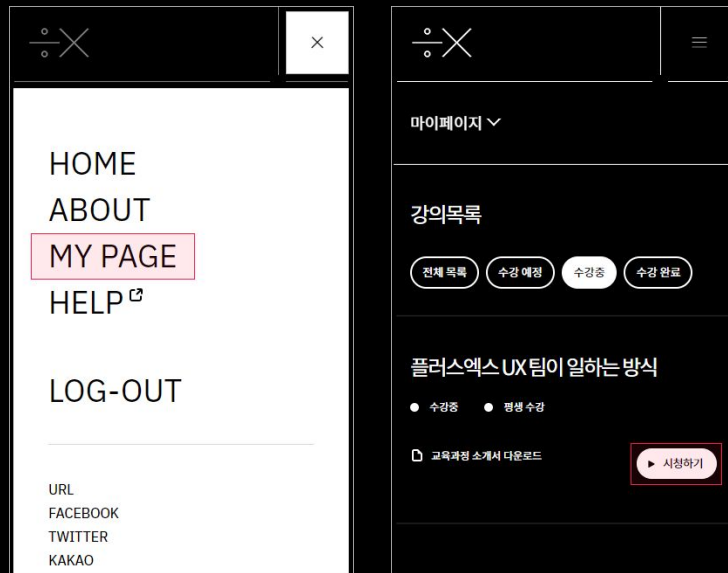 HOME
ABOUT
MY PAGE
HELP
LOG-OUT
URL
FACEBOOK
TWITTER
KAKAO
마이페이지
강의목록
전체 목록 수강 예정 수강중 수강 완료
플러스엑스 UX 팀이 일하는 방식
수강중 평생 수강
교육과정 소개서 다운로드
시청하기